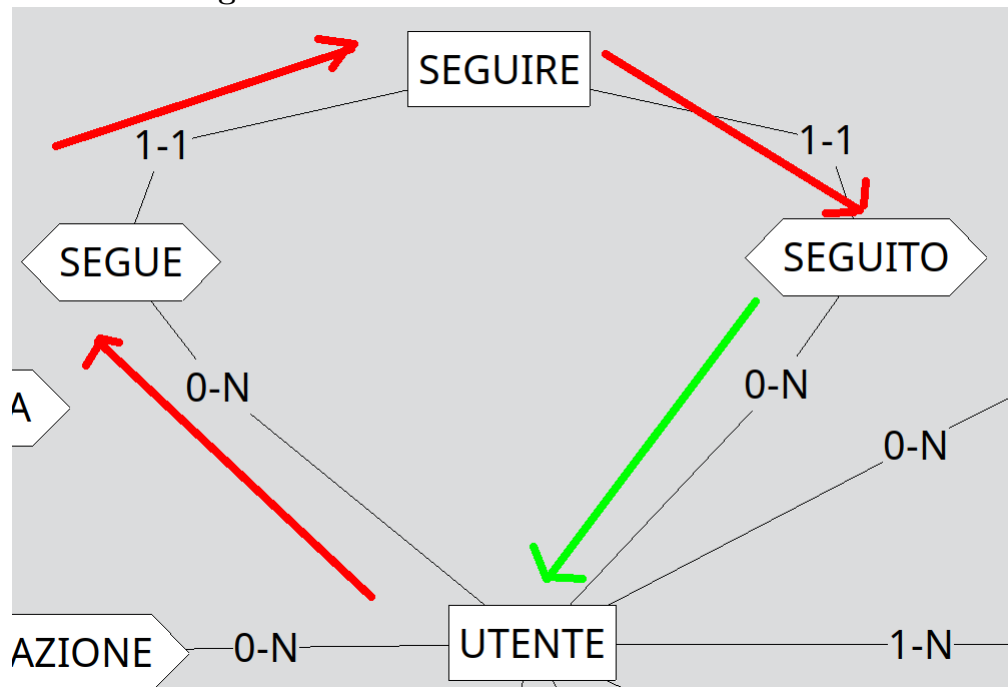 g
SEGUIRE
1-1
1-1
SEGUE
SEGUITO
0-N
0-N
A
0-N
AZIONE
0-N
UTENTE
1-N